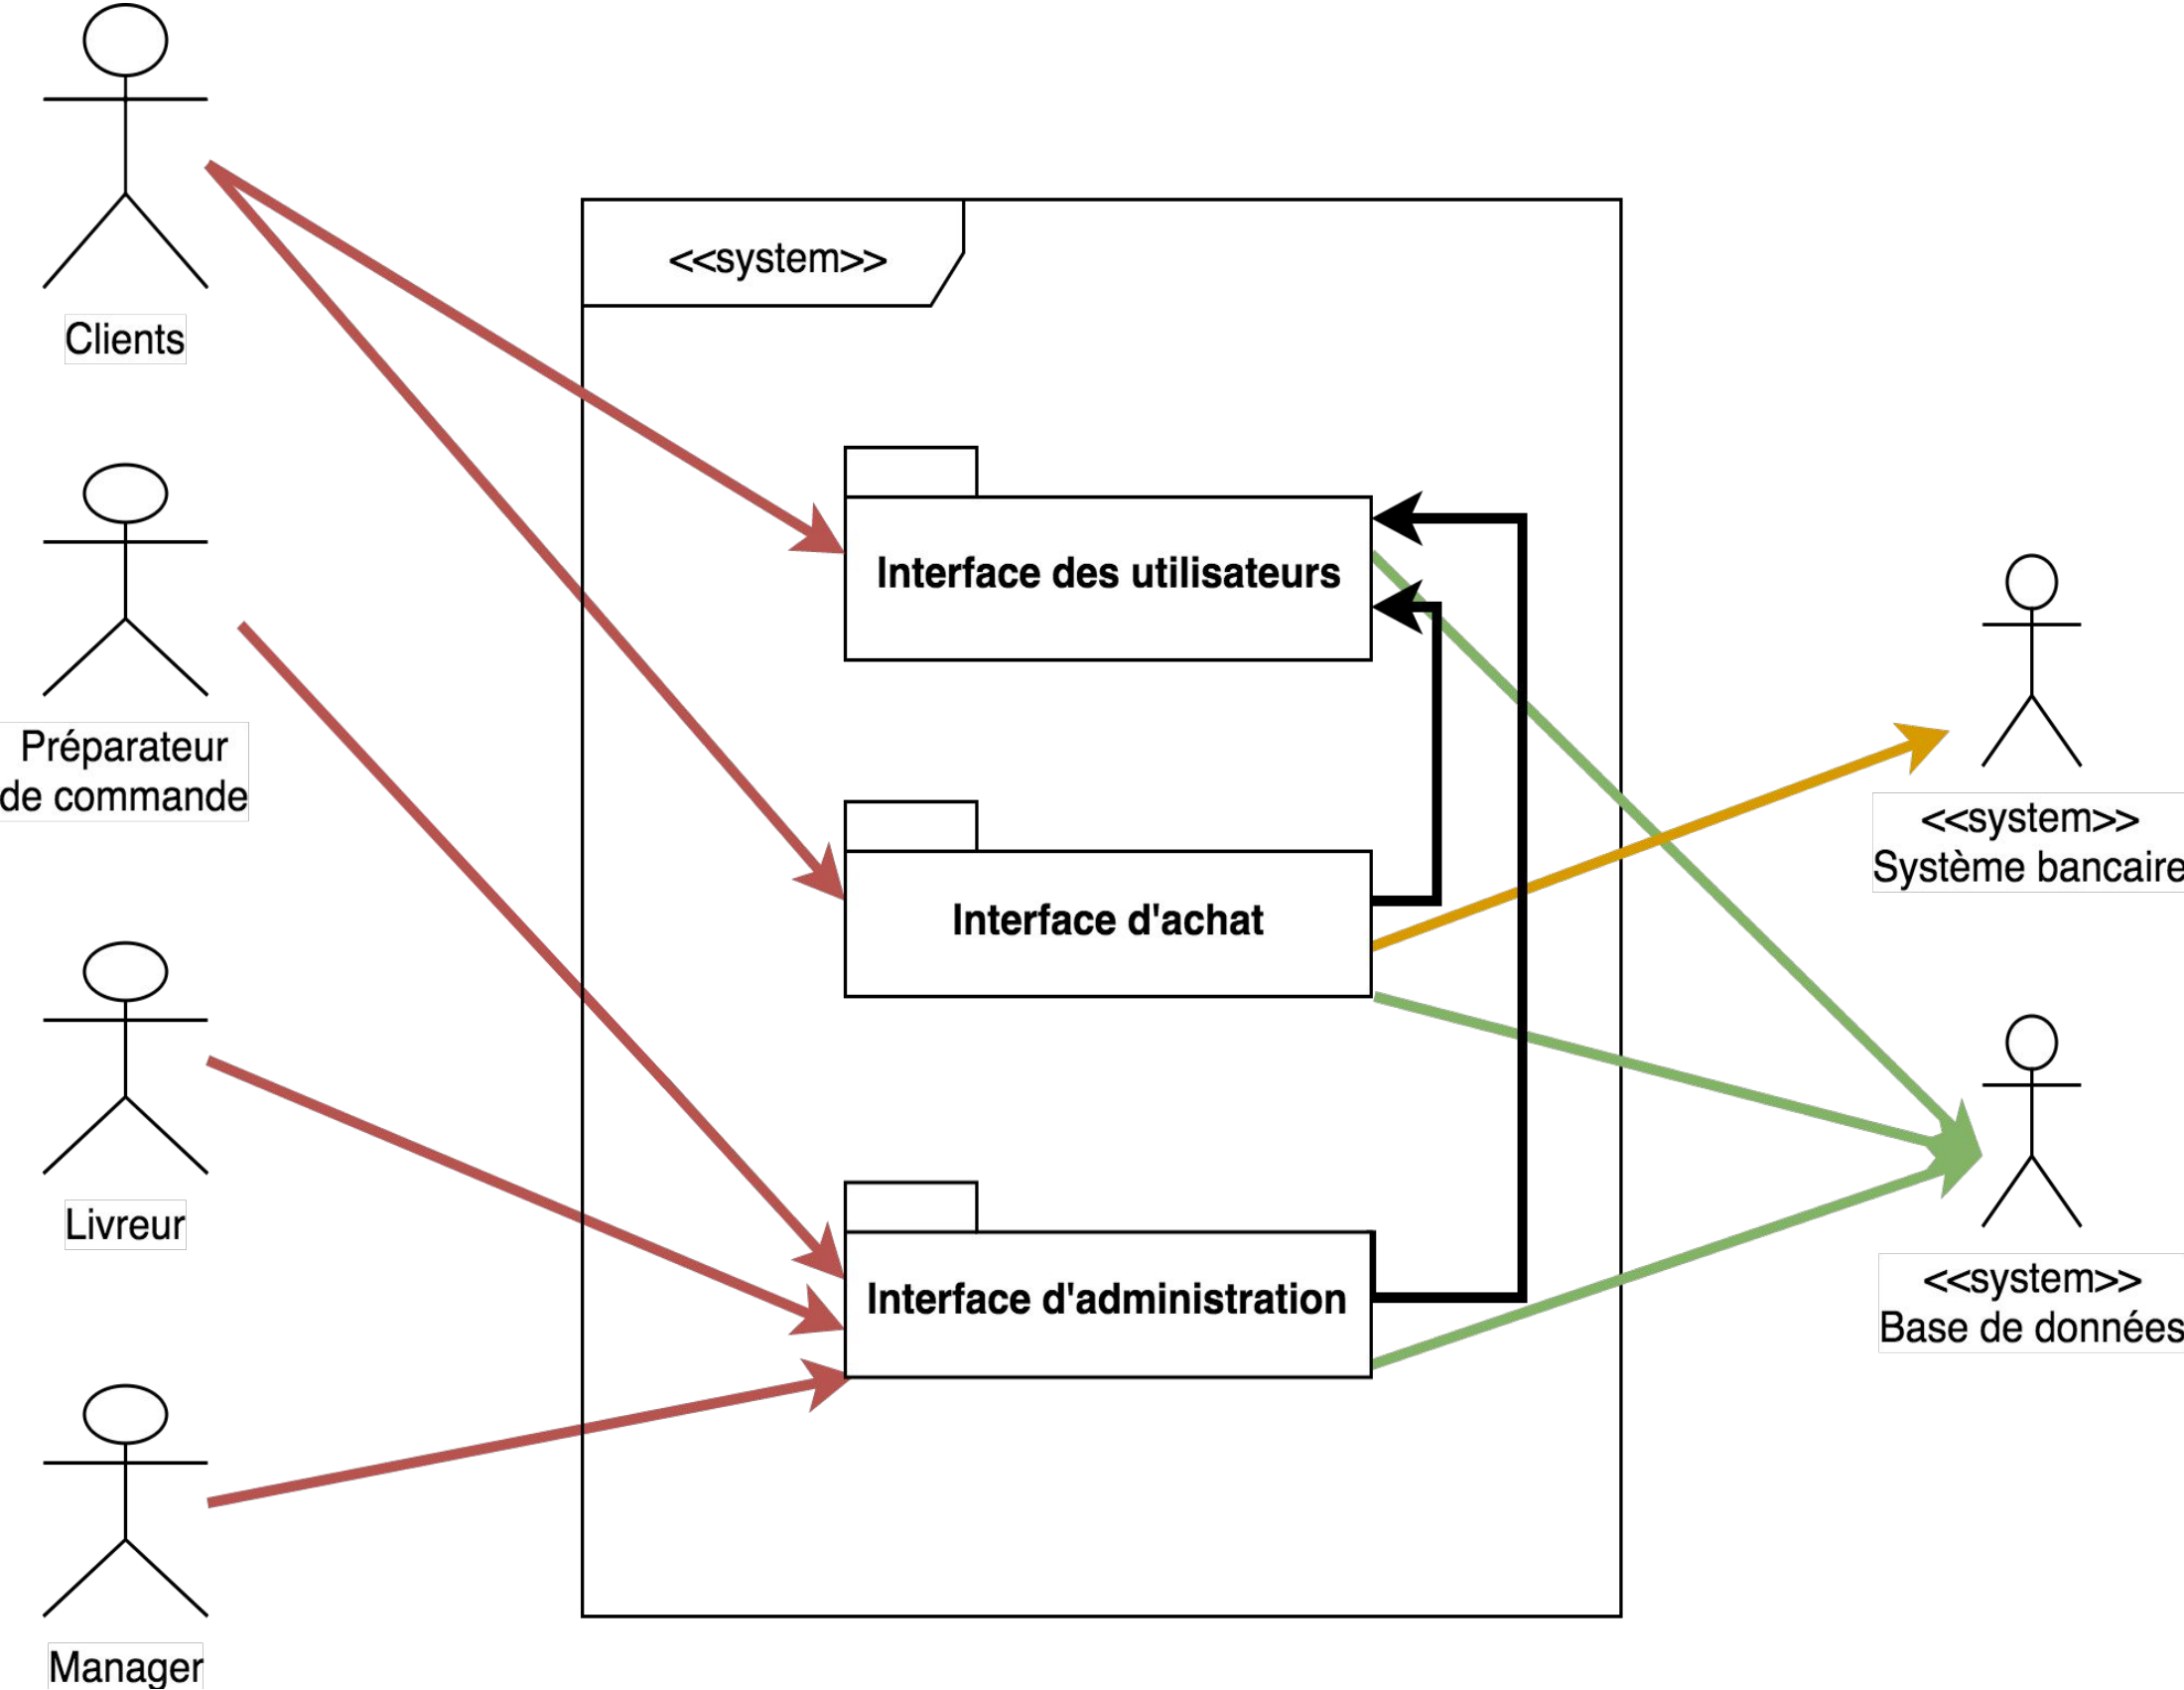 <<system>>
Clients
Interface des utilisateurs
Préparateur
de commande
<<system>>
Système bancaire
Interface d'achat
Livreur
Interface d'administration
<<system>>
Base de données
Manager